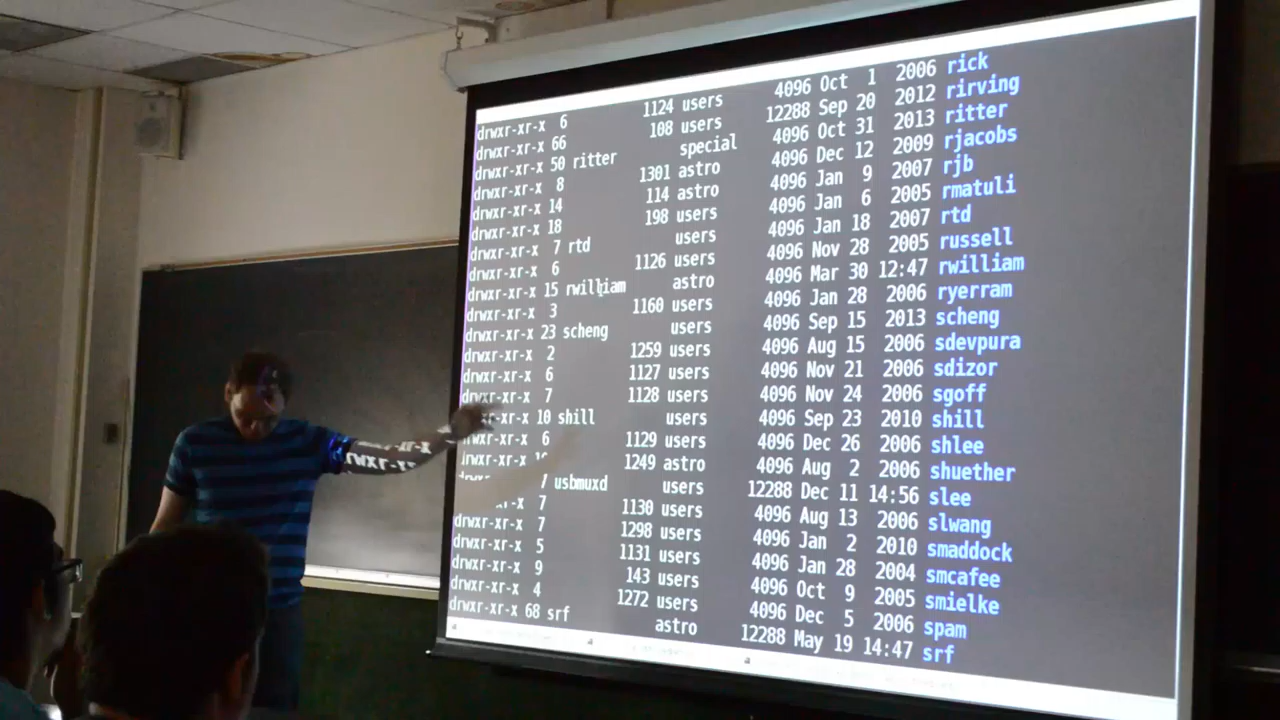 drwxr-xr-x 6 1124 users 4096 Oct 1 2006 rick
drwxr-xr-x 66 108 users 12288 Sep 20 2012 rirving
drwxr-xr-x 50 ritter special 4096 Oct 31 2013 ritter
drwxr-xr-x 8 1301 astro 4096 Dec 12 2009 rjacobs
drwxr-xr-x 14 114 astro 4096 Jan 9 2007 rjb
drwxr-xr-x 18 198 users 4096 Jan 6 2005 rmatuli
drwxr-xr-x 7 rtd users 4096 Jan 18 2007 rtd
drwxr-xr-x 6 1126 users 4096 Nov 28 2005 russell
drwxr-xr-x 15 rwilliam astro 4096 Mar 30 12:47 rwilliam
drwxr-xr-x 3 1160 users 4096 Jan 28 2006 ryerram
drwxr-xr-x 23 scheng users 4096 Sep 15 2013 scheng
drwxr-xr-x 2 1259 users 4096 Aug 15 2006 sdevpura
drwxr-xr-x 6 1127 users 4096 Nov 21 2006 sdizor
drwxr-xr-x 7 1128 users 4096 Nov 24 2006 sgoff
xr-xr-x 10 shill users 4096 Sep 23 2010 shill
wxr-xr-x 6 1129 users 4096 Dec 26 2006 shlee
rwxr-xr-x 1249 astro 4096 Aug 2 2006 shuether
7 usbmuxd users 12288 Dec 11 14:56 slee
-x 7 1130 users 4096 Aug 13 2006 slwang
drwxr-xr-x 7 1298 users 4096 Jan 2 2010 smaddock
drwxr-xr-x 5 1131 users 4096 Jan 28 2004 smcafee
drwxr-xr-x 9 143 users 4096 Oct 9 2005 smielke
drwxr-xr-x 4 1272 users 4096 Dec 5 2006 spam
drwxr-xr-x 68 srf astro 12288 May 19 14:47 srf